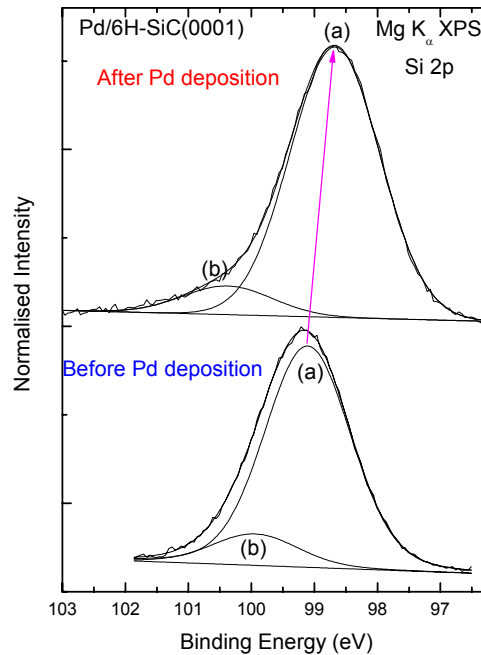 Pd/6H-SiC(0001)
(a)
Mg Kα XPS
Si 2p
After Pd deposition
(b)
Before Pd deposition
(a)
(b)
Normalised Intensity
103 102 101 100 99 98 97
Binding Energy (eV)